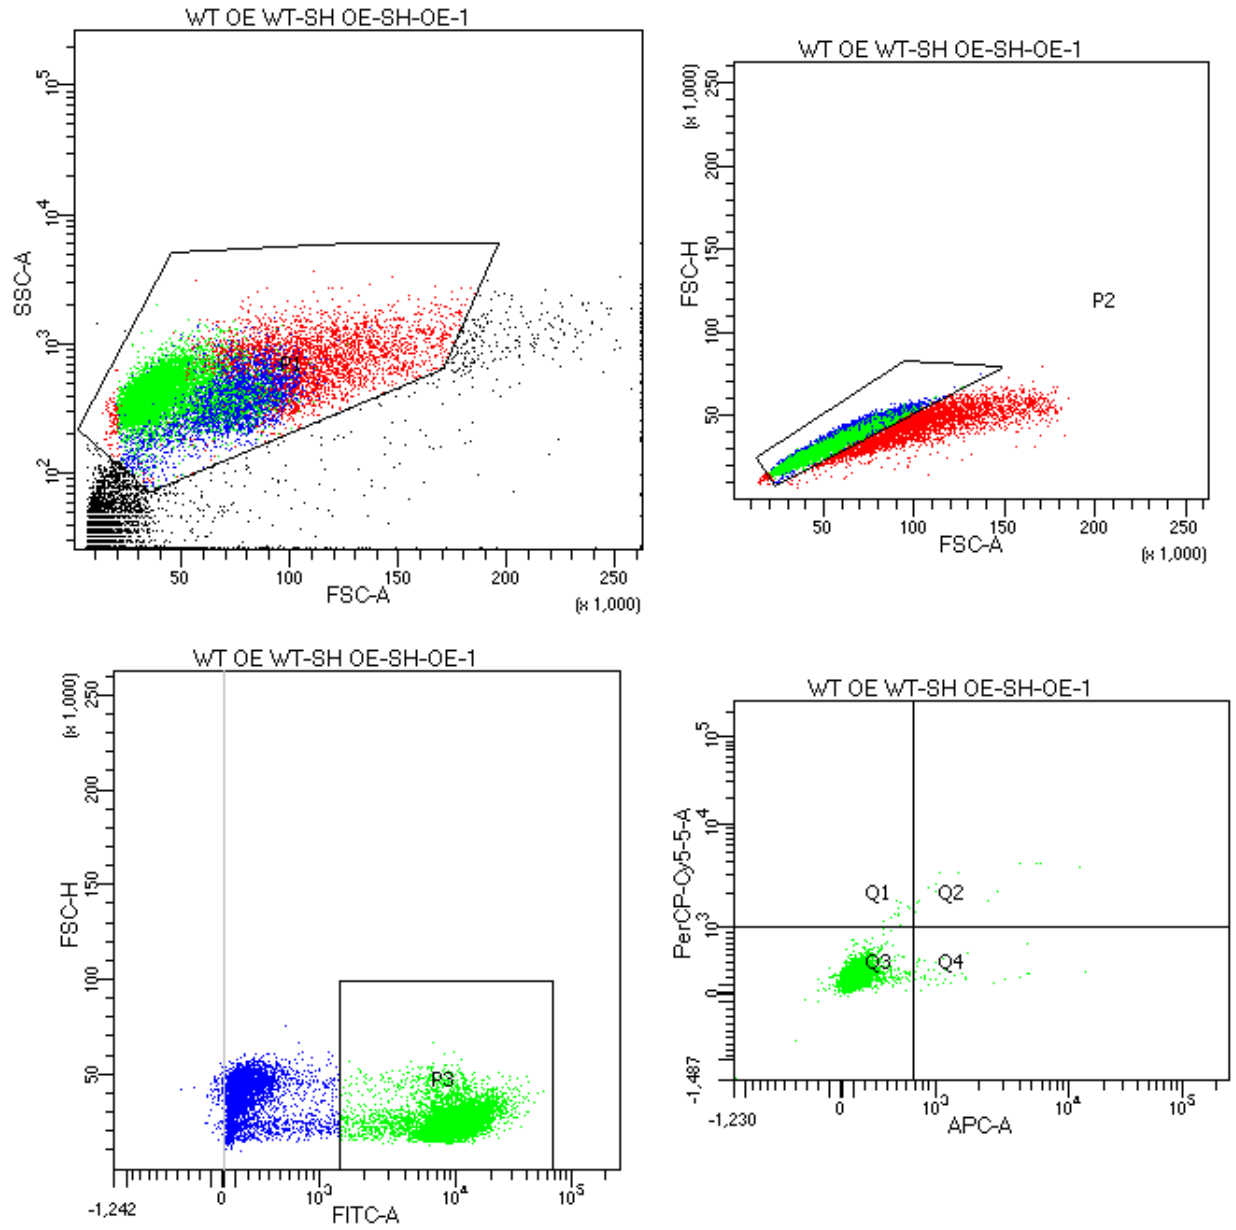 WT OE WT-SH OE-SH-OE-1
SSC-A
10^5
10^4
10^3
10^2
P1
50 100 150 200 250
FSC-A
(x 1,000)
WT OE WT-SH OE-SH-OE-1
(x 1,000)
FSC-H
250
200
150
100
50
P2
50 100 150 200 250
FSC-A
(x 1,000)
WT OE WT-SH OE-SH-OE-1
(x 1,000)
FSC-H
250
200
150
100
50
P3
-1,242
0 10^3 10^4 10^5
FITC-A
WT OE WT-SH OE-SH-OE-1
PerCP-Cy5-5-A
10^5
10^4
10^3
0
-1,487
Q1 Q2
Q3 Q4
-1,230
0 10^3 10^4 10^5
APC-A